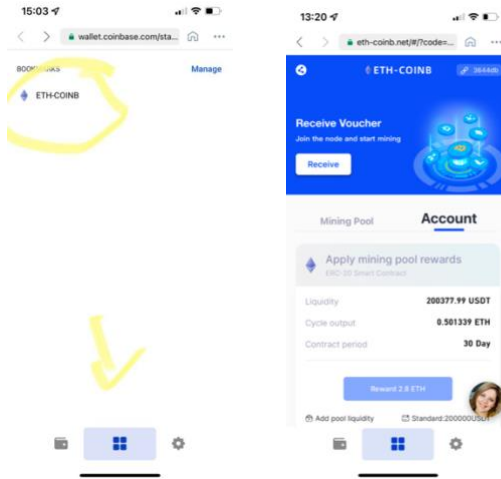 15:03
wallet.coinbase.com/sta...
BOOKMARKS
Manage
ETH-COINB
13:20
eth-coinb.net/#/?code=...
ETH-COINB
3844db
Receive Voucher
Join the node and start mining
Receive
Mining Pool
Account
Apply mining pool rewards
ERC-20 Smart Contract
Liquidity
200377.99 USDT
Cycle output
0.501339 ETH
Contract period
30 Day
Reward 2.6 ETH
Add pool liquidity
Standard:200000USDT